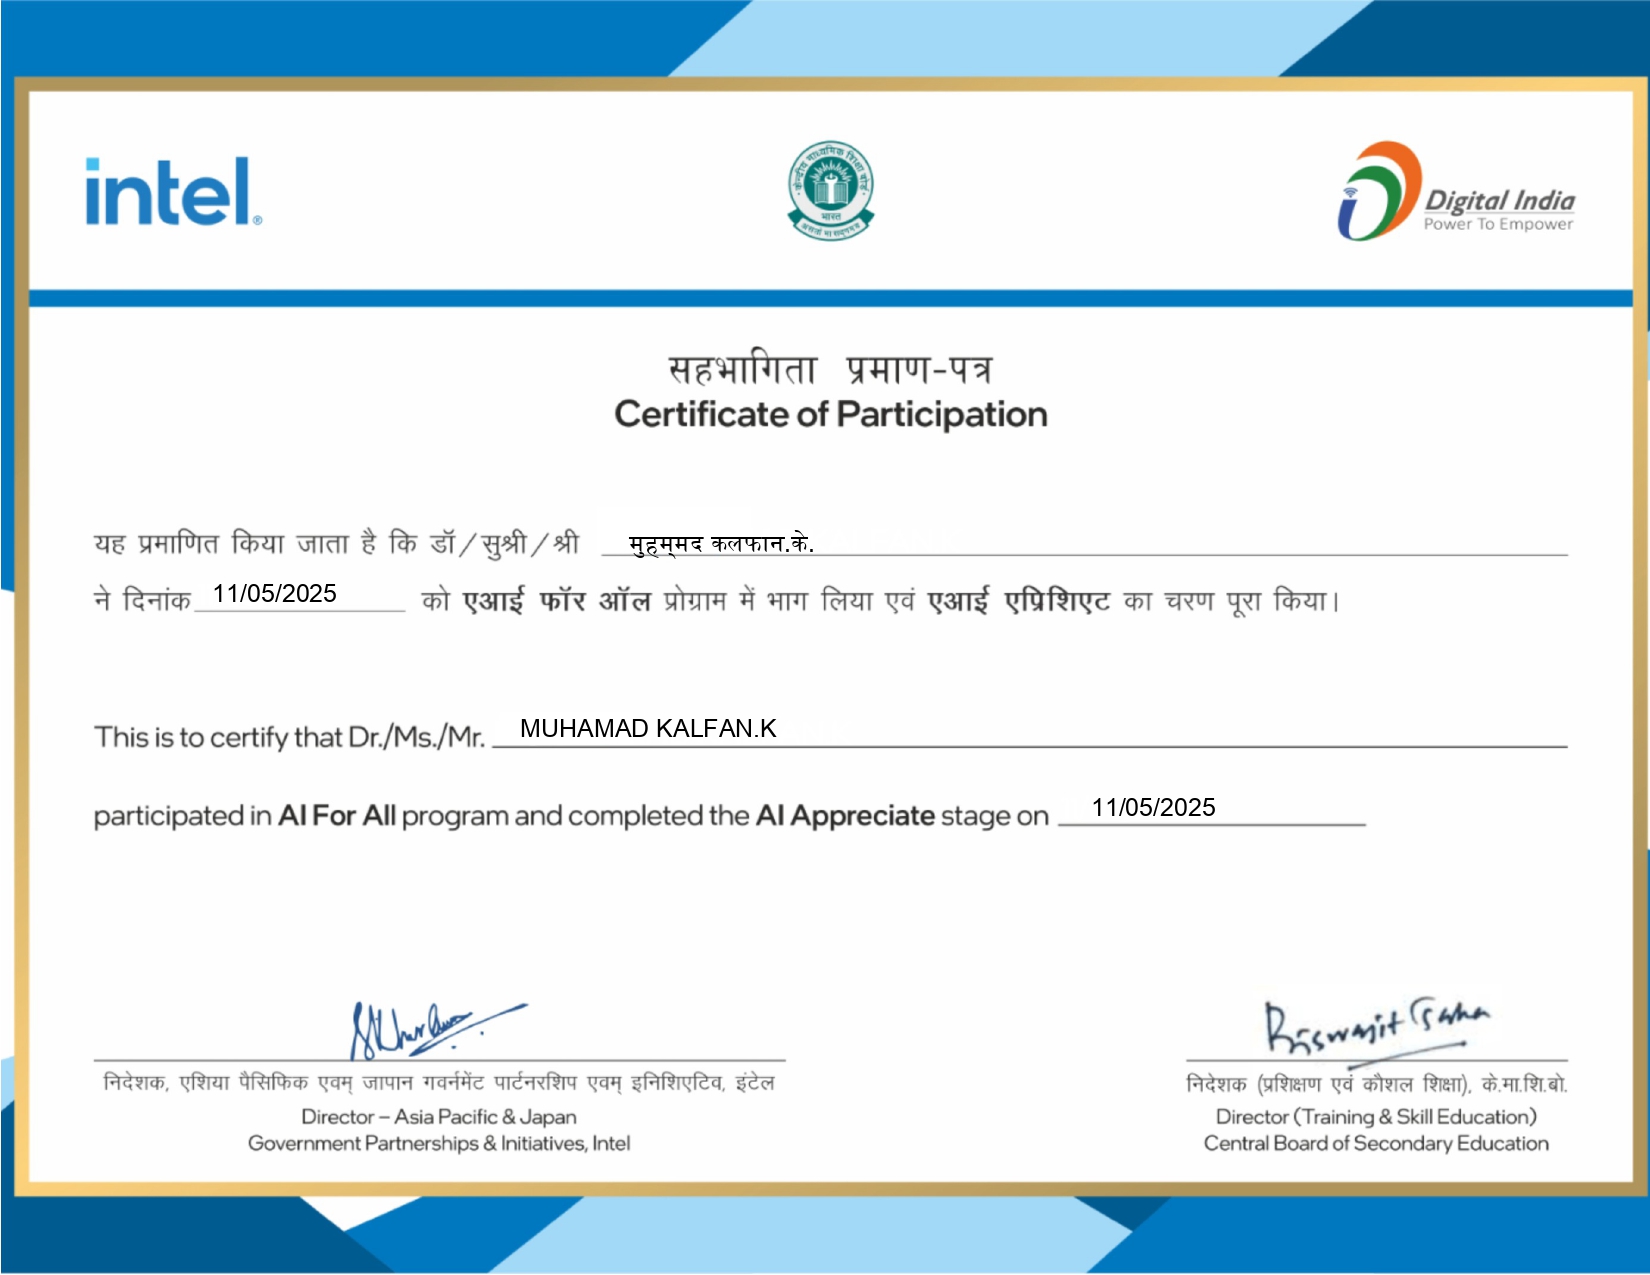 intel®
केन्द्रीय माध्यमिक शिक्षा बोर्ड
भारत
असतो मा सद्गमय
Digital India
Power To Empower
सहभागिता प्रमाण-पत्र
Certificate of Participation
यह प्रमाणित किया जाता है कि डॉ/सुश्री/श्री मुहम्मद कलफान.के.
ने दिनांक 11/05/2025 को एआई फॉर ऑल प्रोग्राम में भाग लिया एवं एआई एप्रिशिएट का चरण पूरा किया।
This is to certify that Dr./Ms./Mr. MUHAMAD KALFAN.K
participated in AI For All program and completed the AI Appreciate stage on 11/05/2025
Biswajit Saha
निदेशक, एशिया पैसिफिक एवम् जापान गवर्नमेंट पार्टनरशिप एवम् इनिशिएटिव, इंटेल
Director – Asia Pacific & Japan
Government Partnerships & Initiatives, Intel
निदेशक (प्रशिक्षण एवं कौशल शिक्षा), के.मा.शि.बो.
Director (Training & Skill Education)
Central Board of Secondary Education